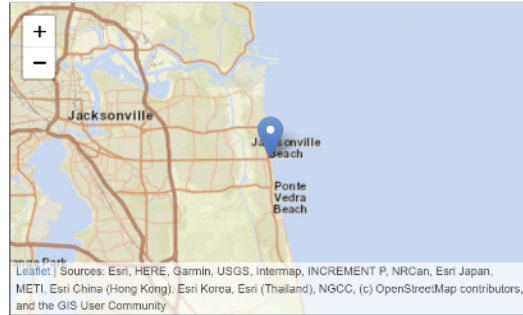 +
−
Jacksonville
Jacksonville
Beach
Ponte
Vedra
Beach
Park
Leaflet | Sources: Esri, HERE, Garmin, USGS, Intermap, INCREMENT P, NRCan, Esri Japan,
METI, Esri China (Hong Kong), Esri Korea, Esri (Thailand), NGCC, (c) OpenStreetMap contributors,
and the GIS User Community